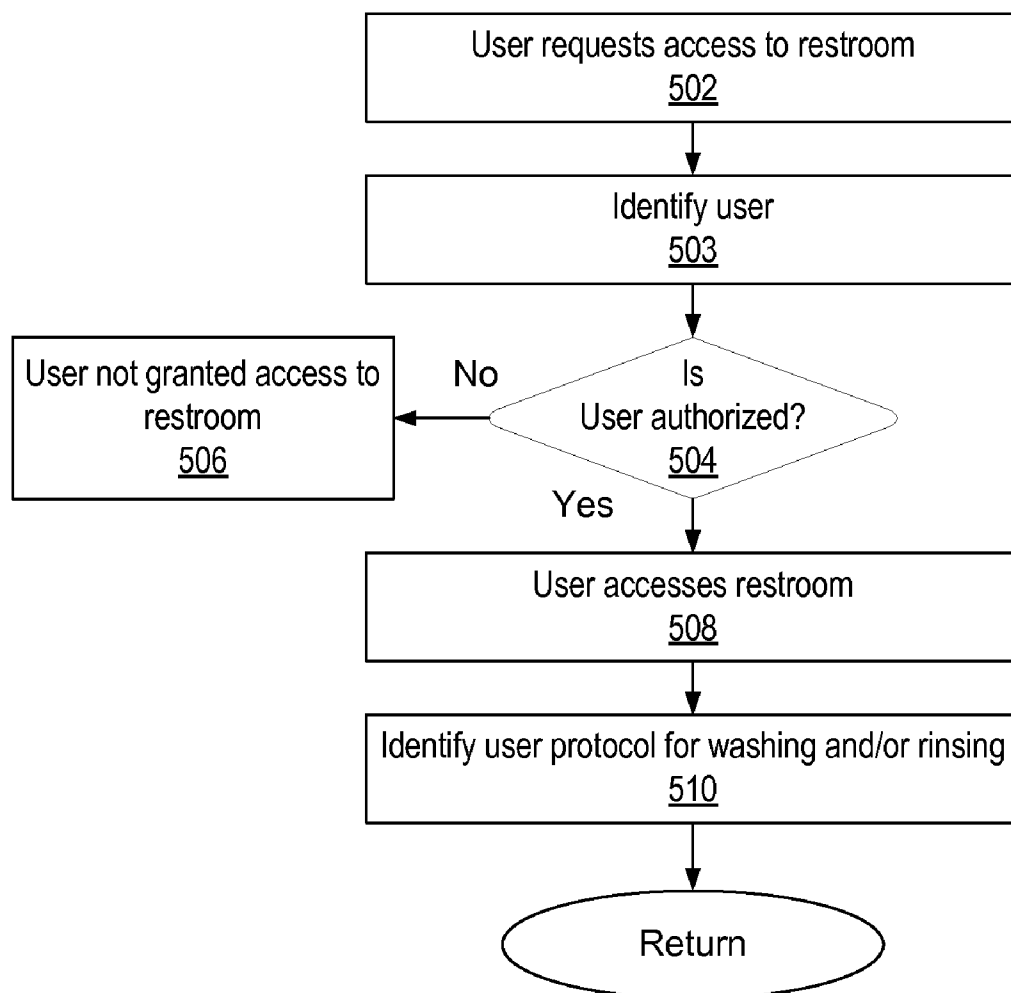 User requests access to restroom
502
Identify user
503
Is
User authorized?
504
No
User not granted access to
restroom
506
Yes
User accesses restroom
508
Identify user protocol for washing and/or rinsing
510
Return